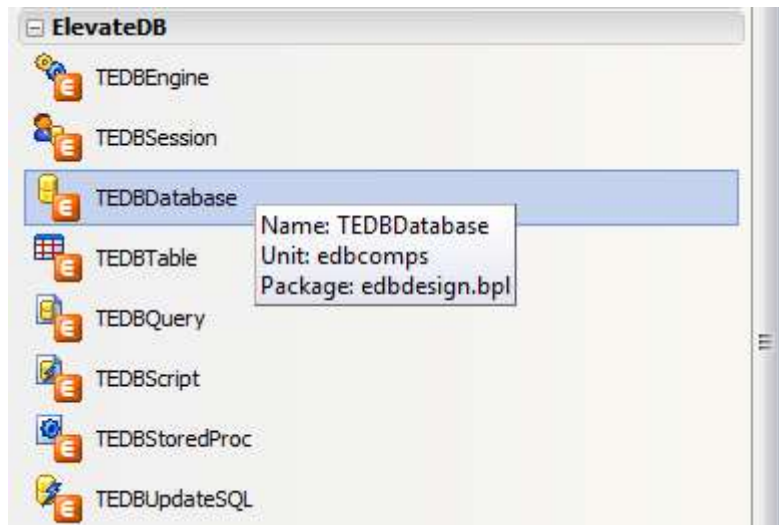 ElevateDB
TEDBEngine
TEDBSession
TEDBDatabase
Name: TEDBDatabase
Unit: edbcomps
Package: edbdesign.bpl
TEDBTable
TEDBQuery
TEDBScript
TEDBStoredProc
TEDBUpdateSQL